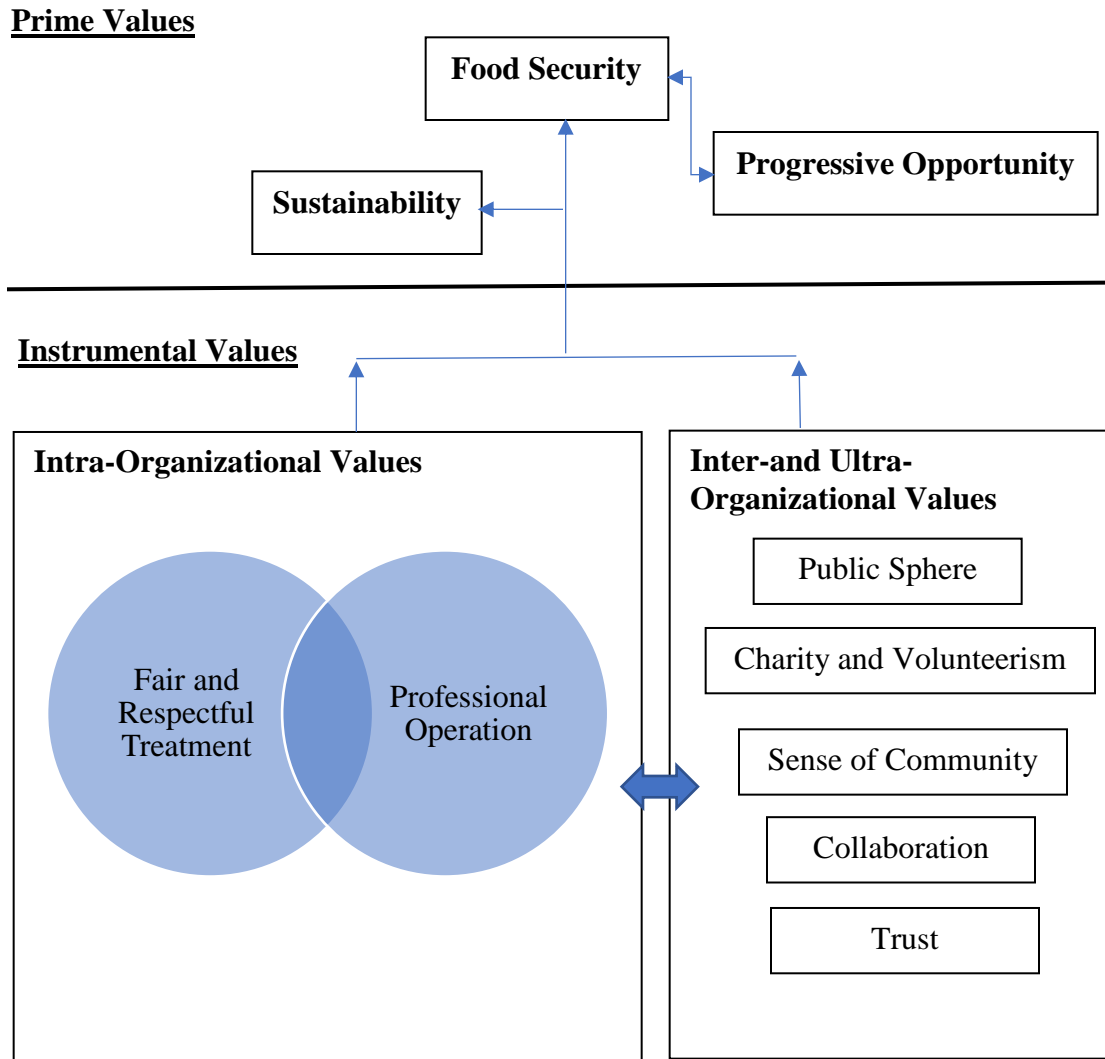 Prime Values
Food Security
Progressive Opportunity
Sustainability
Instrumental Values
Intra-Organizational Values
Fair and
Respectful
Treatment
Professional
Operation
Inter-and Ultra-
Organizational Values
Public Sphere
Charity and Volunteerism
Sense of Community
Collaboration
Trust